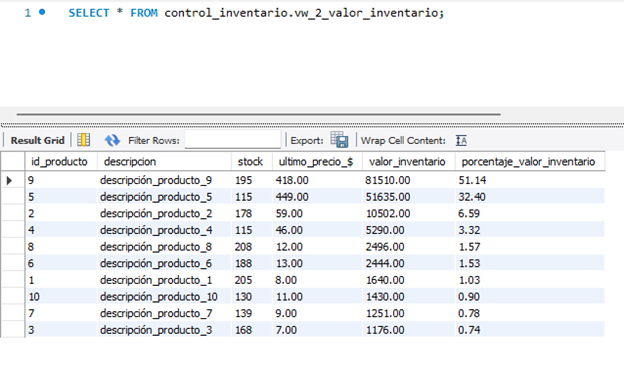 1 SELECT * FROM control_inventario.vw_2_valor_inventario;
Result Grid Filter Rows: Export: Wrap Cell Content:
id_producto descripcion stock ultimo_precio_$ valor_inventario porcentaje_valor_inventario
9 descripción_producto_9 195 418.00 81510.00 51.14
5 descripción_producto_5 115 449.00 51635.00 32.40
2 descripción_producto_2 178 59.00 10502.00 6.59
4 descripción_producto_4 115 46.00 5290.00 3.32
8 descripción_producto_8 208 12.00 2496.00 1.57
6 descripción_producto_6 188 13.00 2444.00 1.53
1 descripción_producto_1 205 8.00 1640.00 1.03
10 descripción_producto_10 130 11.00 1430.00 0.90
7 descripción_producto_7 139 9.00 1251.00 0.78
3 descripción_producto_3 168 7.00 1176.00 0.74